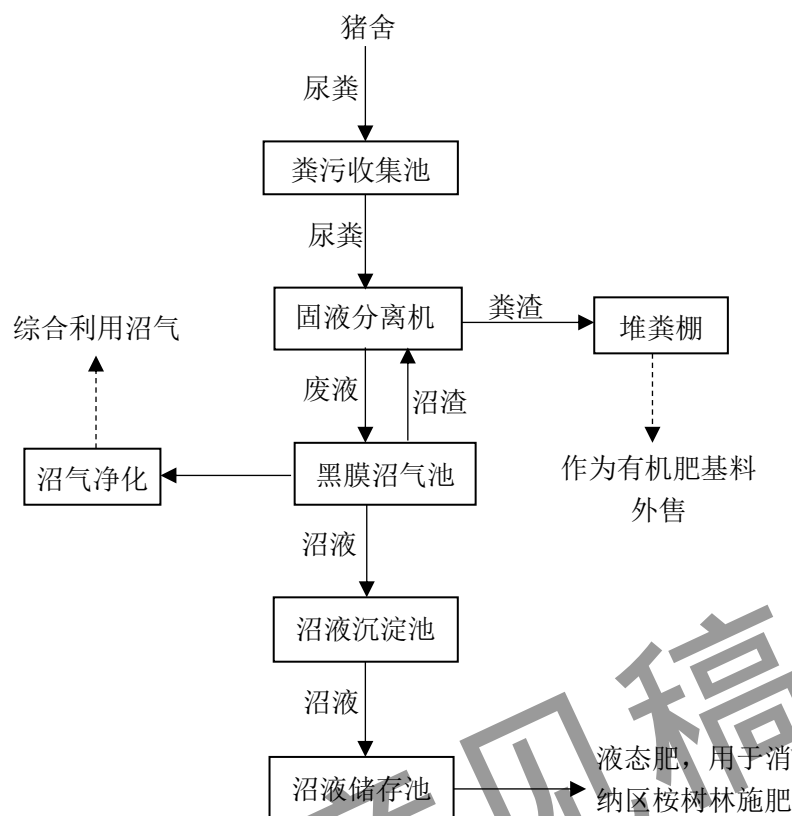 猪舍
尿粪
粪污收集池
尿粪
固液分离机
粪渣
堆粪棚
综合利用沼气
废液
沼渣
沼气净化
黑膜沼气池
作为有机肥基料
外售
沼液
沼液沉淀池
沼液
沼液储存池
液态肥，用于消
纳区桉树林施肥
见稿